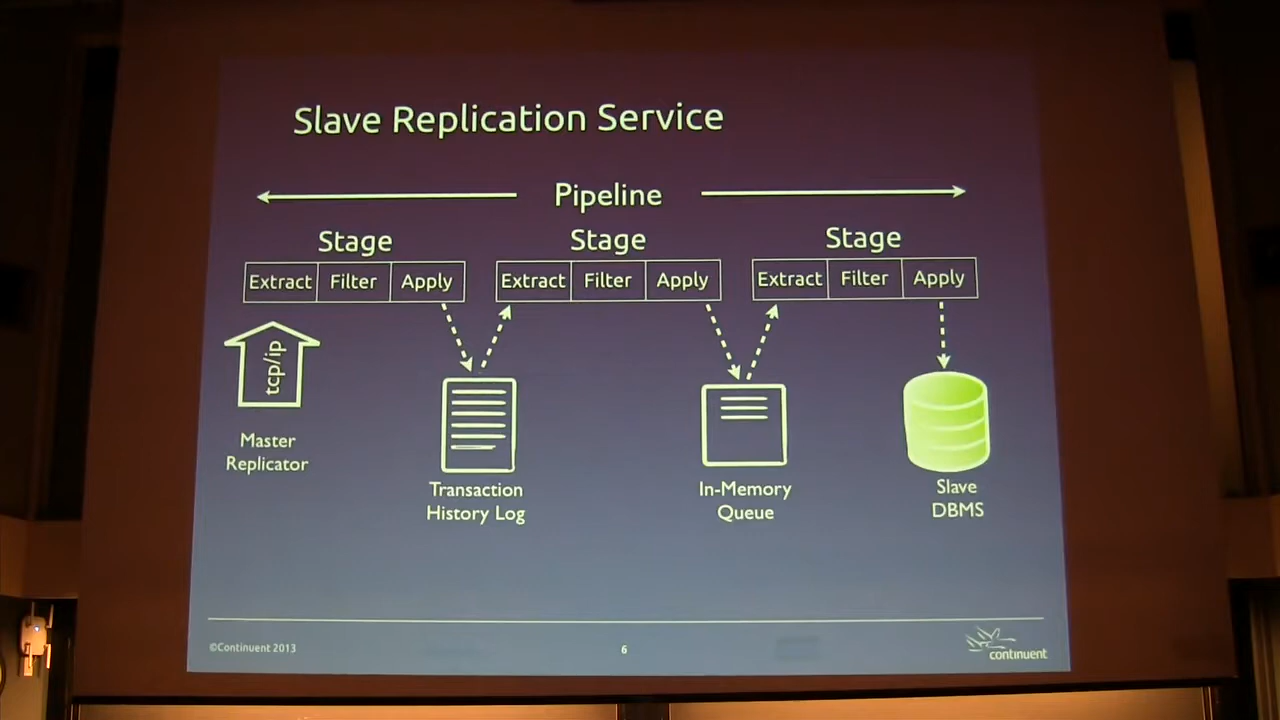 Slave Replication Service
Pipeline
Stage Stage Stage
Extract Filter Apply Extract Filter Apply Extract Filter Apply
tcp/ip
Master
Replicator
Transaction
History Log
In-Memory
Queue
Slave
DBMS
©Continuent 2013
6
continuent